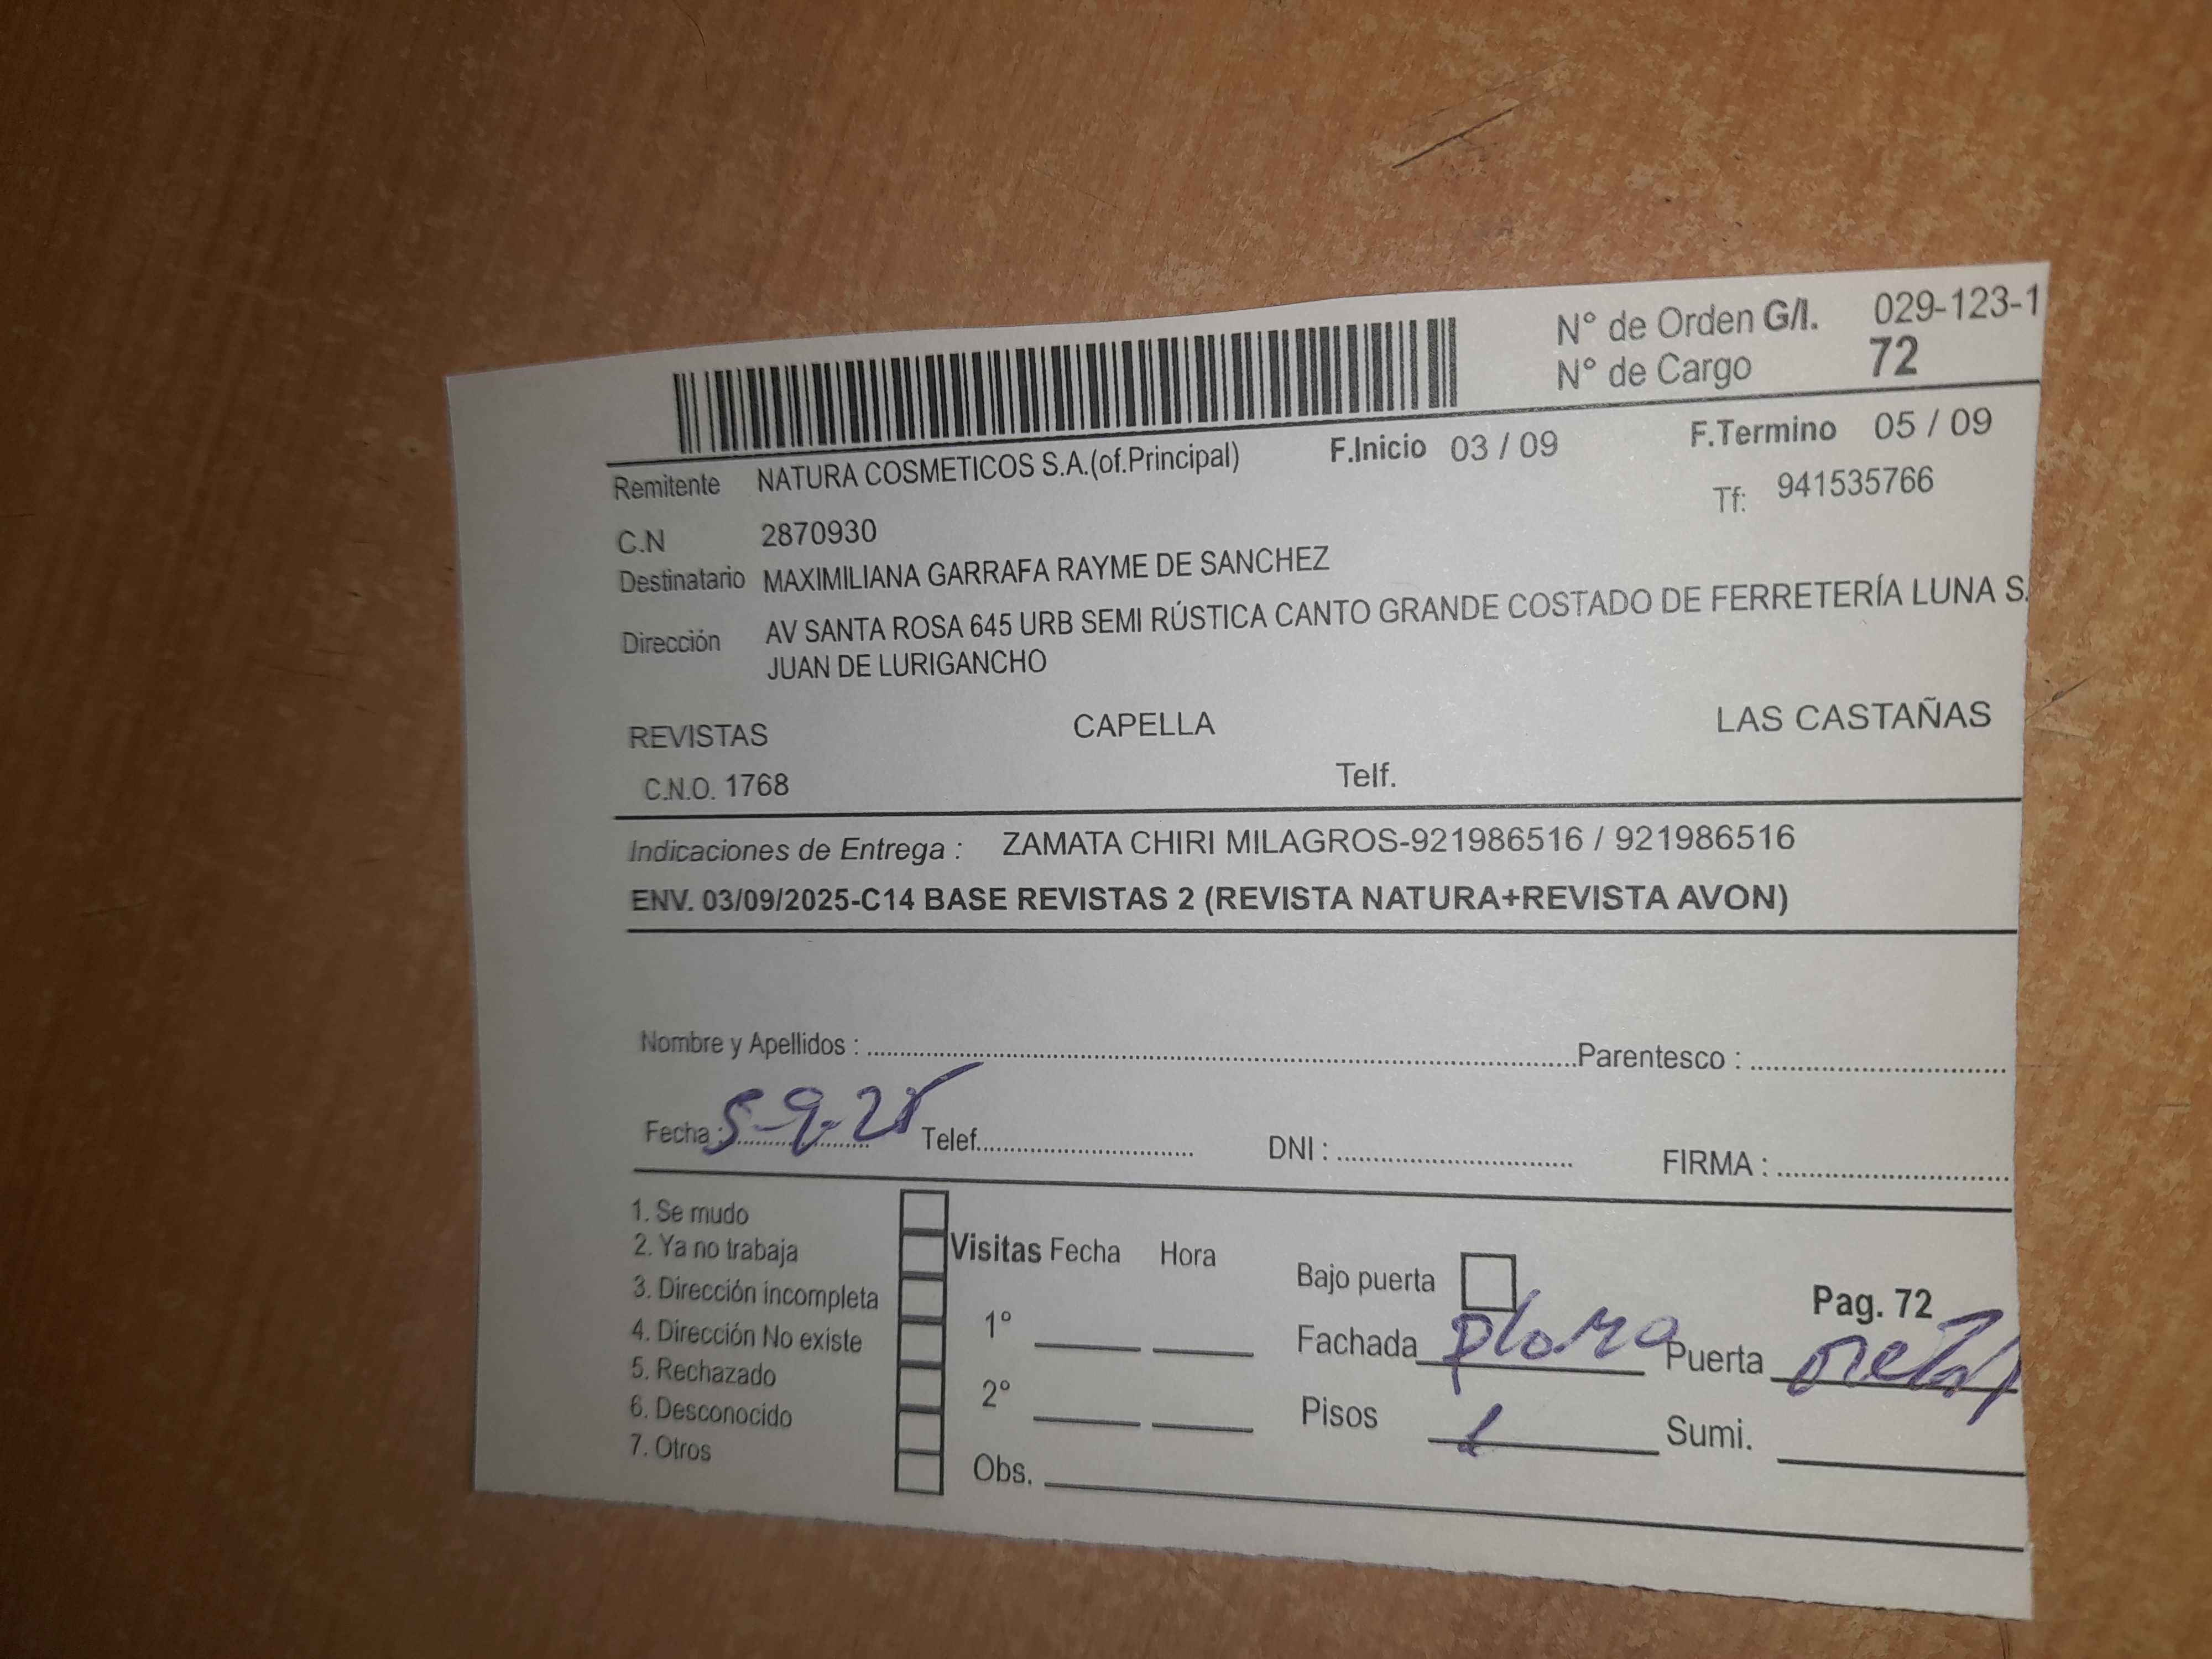 N° de Orden G/I. 029-123-1
N° de Cargo 72
Remitente NATURA COSMETICOS S.A.(of.Principal) F.Inicio 03 / 09 F.Termino 05 / 09
C.N 2870930 Tf: 941535766
Destinatario MAXIMILIANA GARRAFA RAYME DE SANCHEZ
Dirección AV SANTA ROSA 645 URB SEMI RÚSTICA CANTO GRANDE COSTADO DE FERRETERÍA LUNA S.
JUAN DE LURIGANCHO
REVISTAS CAPELLA LAS CASTAÑAS
C.N.O. 1768 Telf.
Indicaciones de Entrega : ZAMATA CHIRI MILAGROS-921986516 / 921986516
ENV. 03/09/2025-C14 BASE REVISTAS 2 (REVISTA NATURA+REVISTA AVON)
Nombre y Apellidos : Parentesco :
Fecha : 5-9-25 Telef. DNI : FIRMA :
1. Se mudo
2. Ya no trabaja Visitas Fecha Hora
3. Dirección incompleta Bajo puerta Pag. 72
4. Dirección No existe 1° Fachada plomo Puerta metal
5. Rechazado
6. Desconocido 2° Pisos 1 Sumi.
7. Otros Obs.